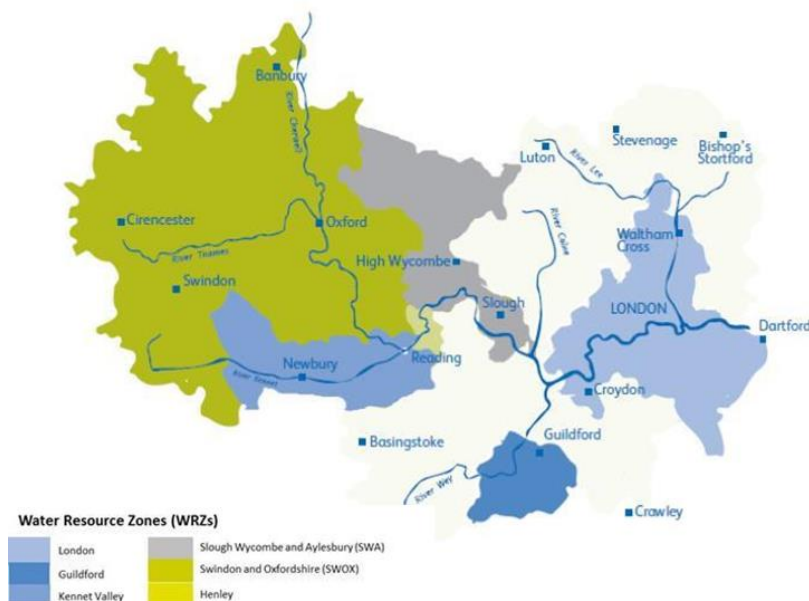 Banbury
River Cherwell
Stevenage
Bishop's
Stortford
Luton
River Lee
Cirencester
Oxford
River Thames
River Colne
Waltham
Cross
High Wycombe
Swindon
Slough
LONDON
Dartford
Reading
Newbury
River Kennet
Croydon
Basingstoke
Guildford
River Wey
Crawley
Water Resource Zones (WRZs)
London
Slough Wycombe and Aylesbury (SWA)
Guildford
Swindon and Oxfordshire (SWOX)
Kennet Valley
Henley